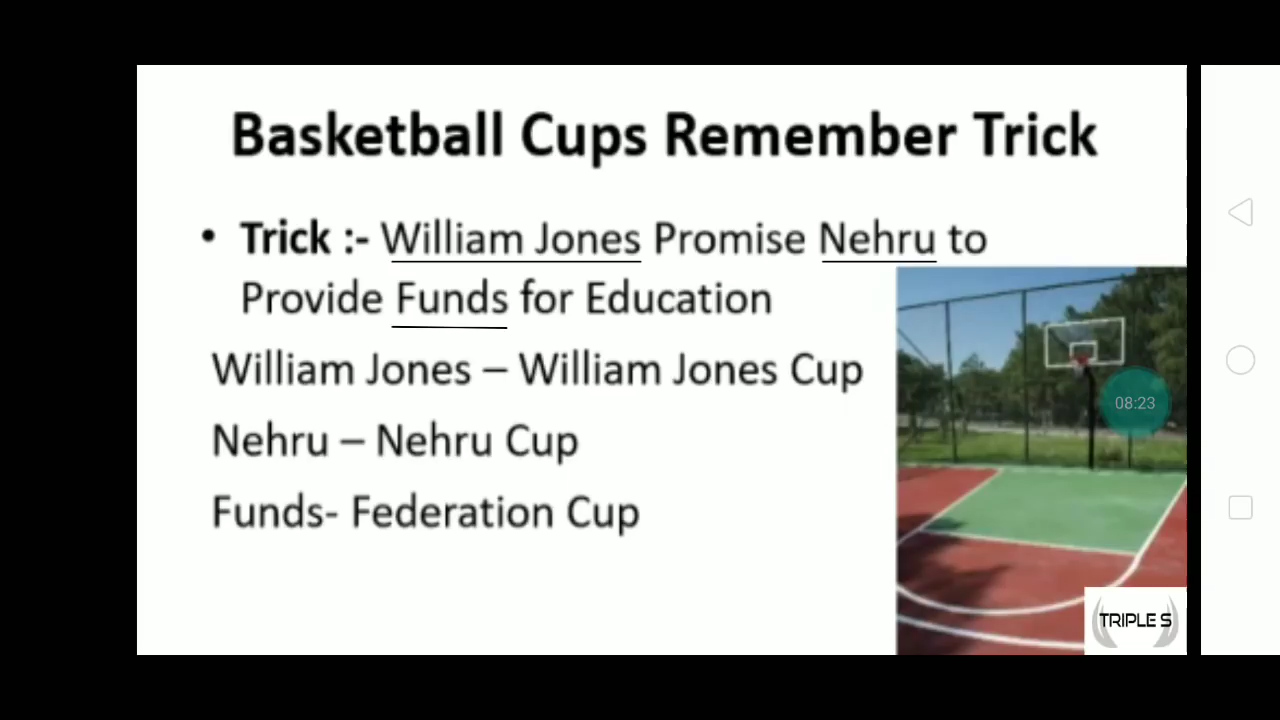 Basketball Cups Remember Trick
• Trick :- William Jones Promise Nehru to
Provide Funds for Education
William Jones – William Jones Cup
Nehru – Nehru Cup
Funds- Federation Cup
08:23
TRIPLE S